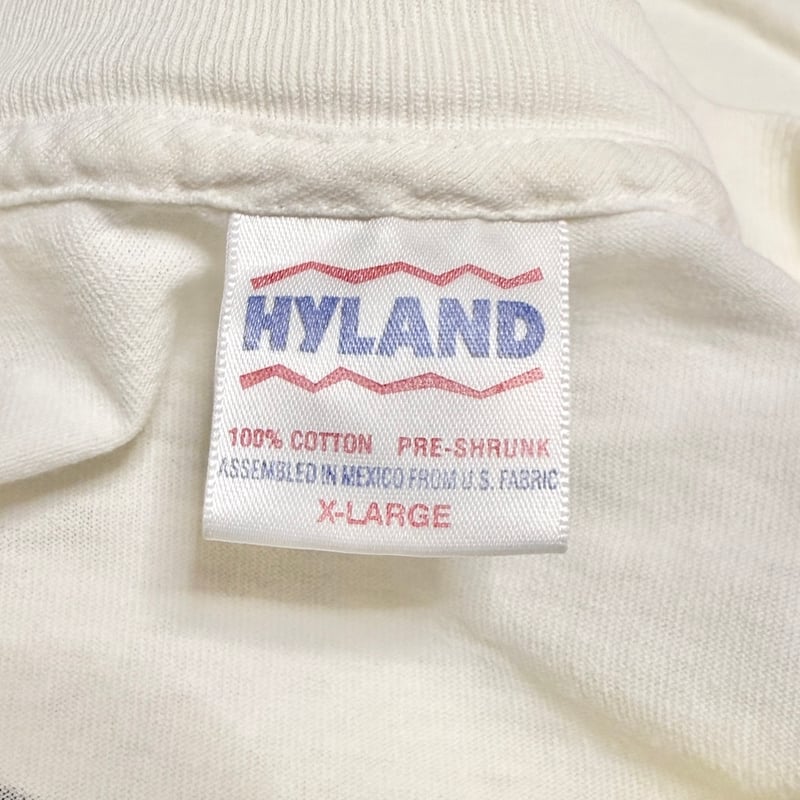 HYLAND
100% COTTON PRE-SHRUNK
ASSEMBLED IN MEXICO FROM U.S. FABRIC
X-LARGE